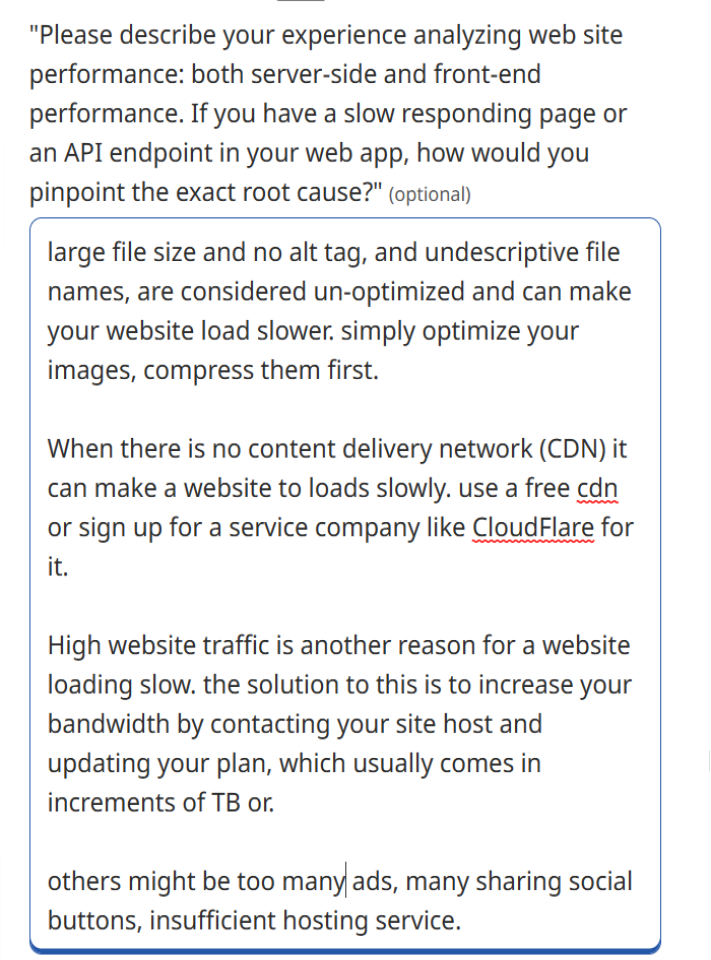 "Please describe your experience analyzing web site
performance: both server-side and front-end
performance. If you have a slow responding page or
an API endpoint in your web app, how would you
pinpoint the exact root cause?" (optional)
large file size and no alt tag, and undescriptive file
names, are considered un-optimized and can make
your website load slower. simply optimize your
images, compress them first.
When there is no content delivery network (CDN) it
can make a website to loads slowly. use a free cdn
or sign up for a service company like CloudFlare for
it.
High website traffic is another reason for a website
loading slow. the solution to this is to increase your
bandwidth by contacting your site host and
updating your plan, which usually comes in
increments of TB or.
others might be too many ads, many sharing social
buttons, insufficient hosting service.